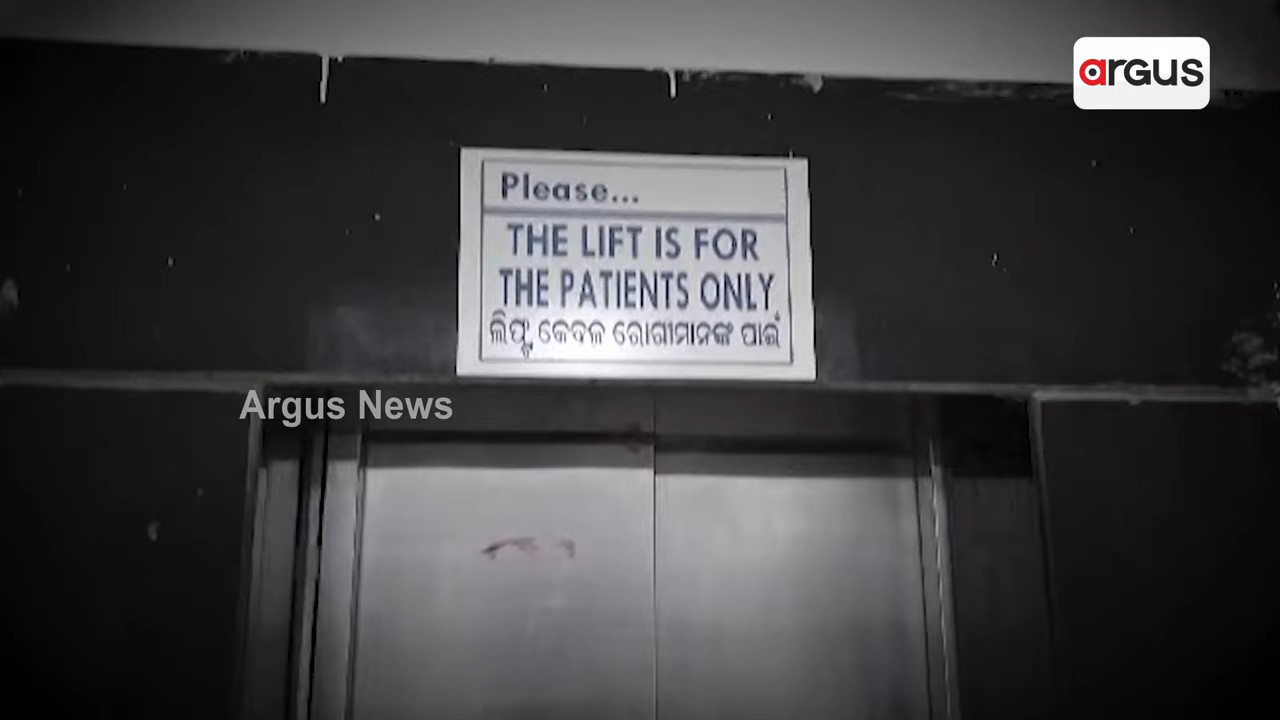 argus
Please...
THE LIFT IS FOR
THE PATIENTS ONLY
ଲିଫ୍ଟ କେବଳ ରୋଗୀମାନଙ୍କ ପାଇଁ
Argus News